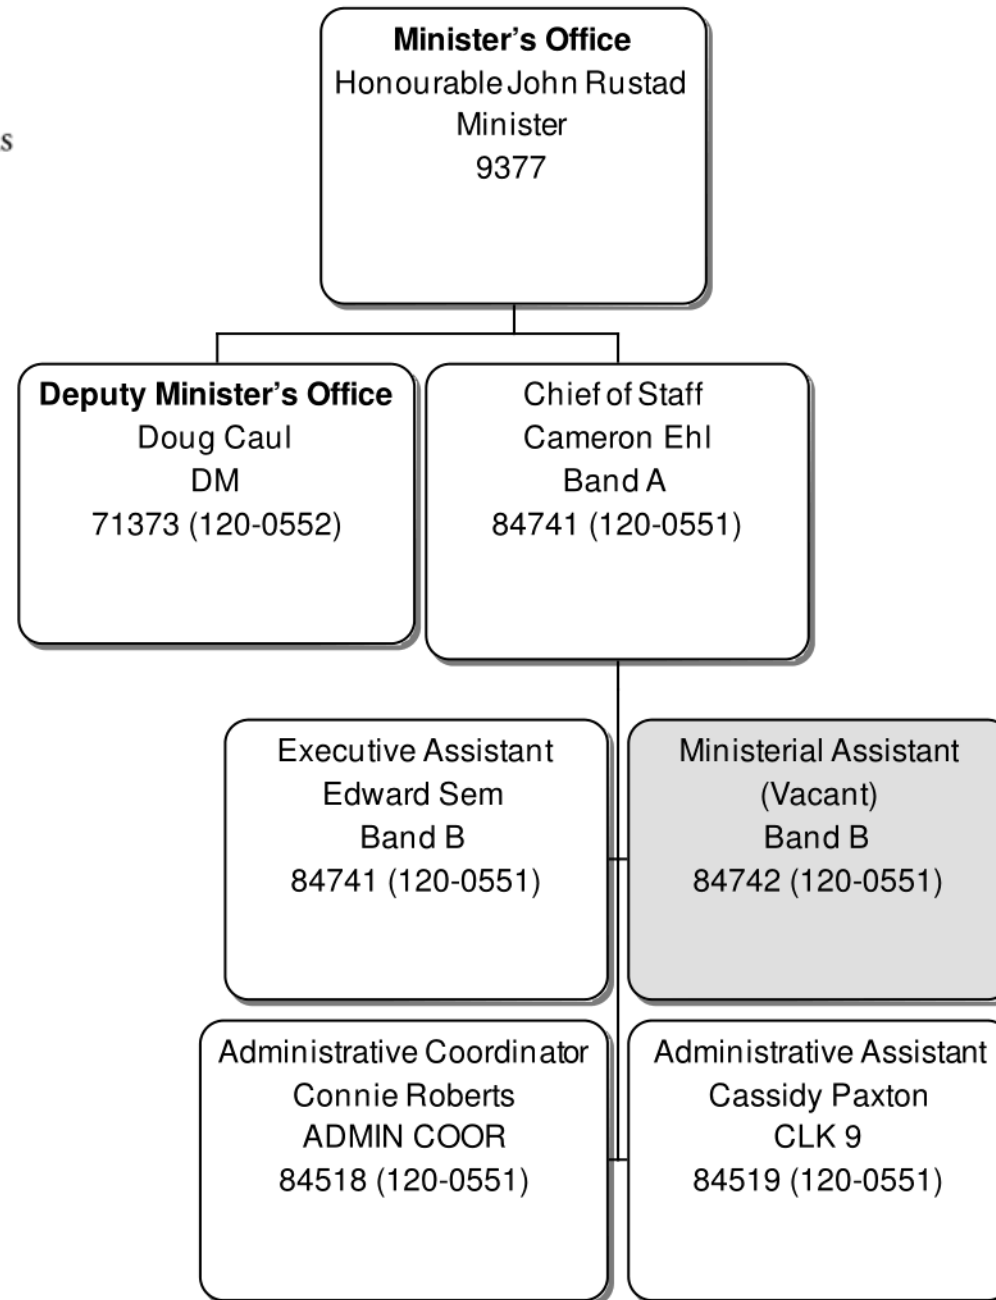 Minister's Office
Honourable John Rustad
Minister
9377
s
Deputy Minister's Office
Doug Caul
DM
71373 (120-0552)
Chief of Staff
Cameron Ehl
Band A
84741 (120-0551)
Executive Assistant
Edward Sem
Band B
84741 (120-0551)
Ministerial Assistant
(Vacant)
Band B
84742 (120-0551)
Administrative Coordinator
Connie Roberts
ADMIN COOR
84518 (120-0551)
Administrative Assistant
Cassidy Paxton
CLK 9
84519 (120-0551)